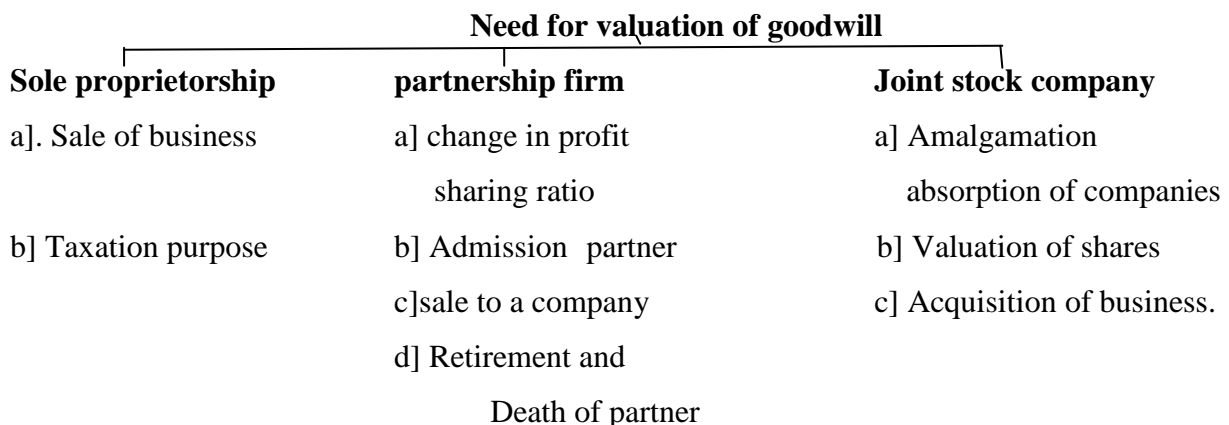 Need for valuation of goodwill
Sole proprietorship partnership firm Joint stock company
a]. Sale of business a] change in profit a] Amalgamation
sharing ratio absorption of companies
b] Taxation purpose b] Admission partner b] Valuation of shares
c]sale to a company c] Acquisition of business.
d] Retirement and
Death of partner